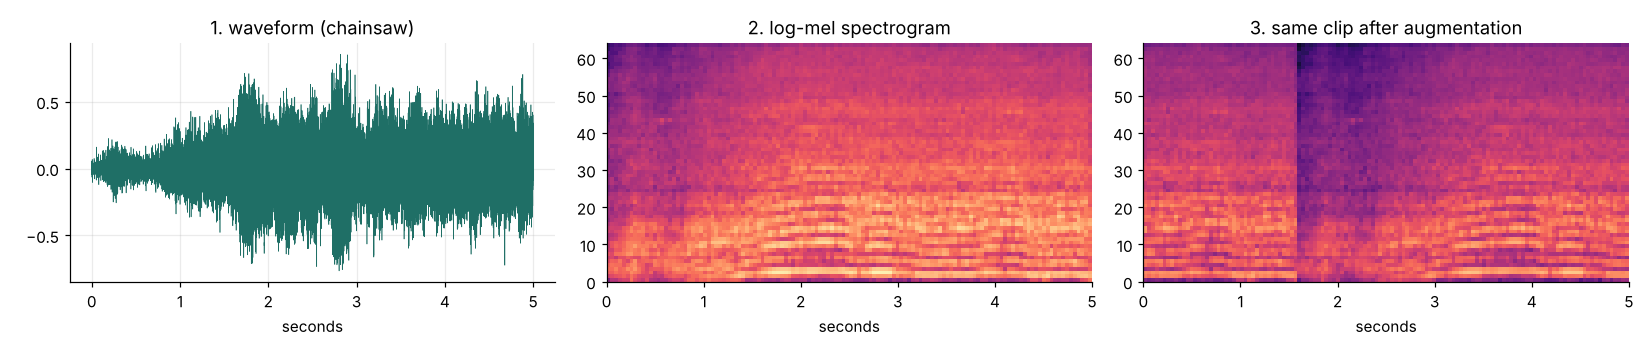 1. waveform (chainsaw)
0.5
0.0
−0.5
0 1 2 3 4 5
seconds
2. log-mel spectrogram
60
50
40
30
20
10
0
0 1 2 3 4 5
seconds
3. same clip after augmentation
60
50
40
30
20
10
0
0 1 2 3 4 5
seconds